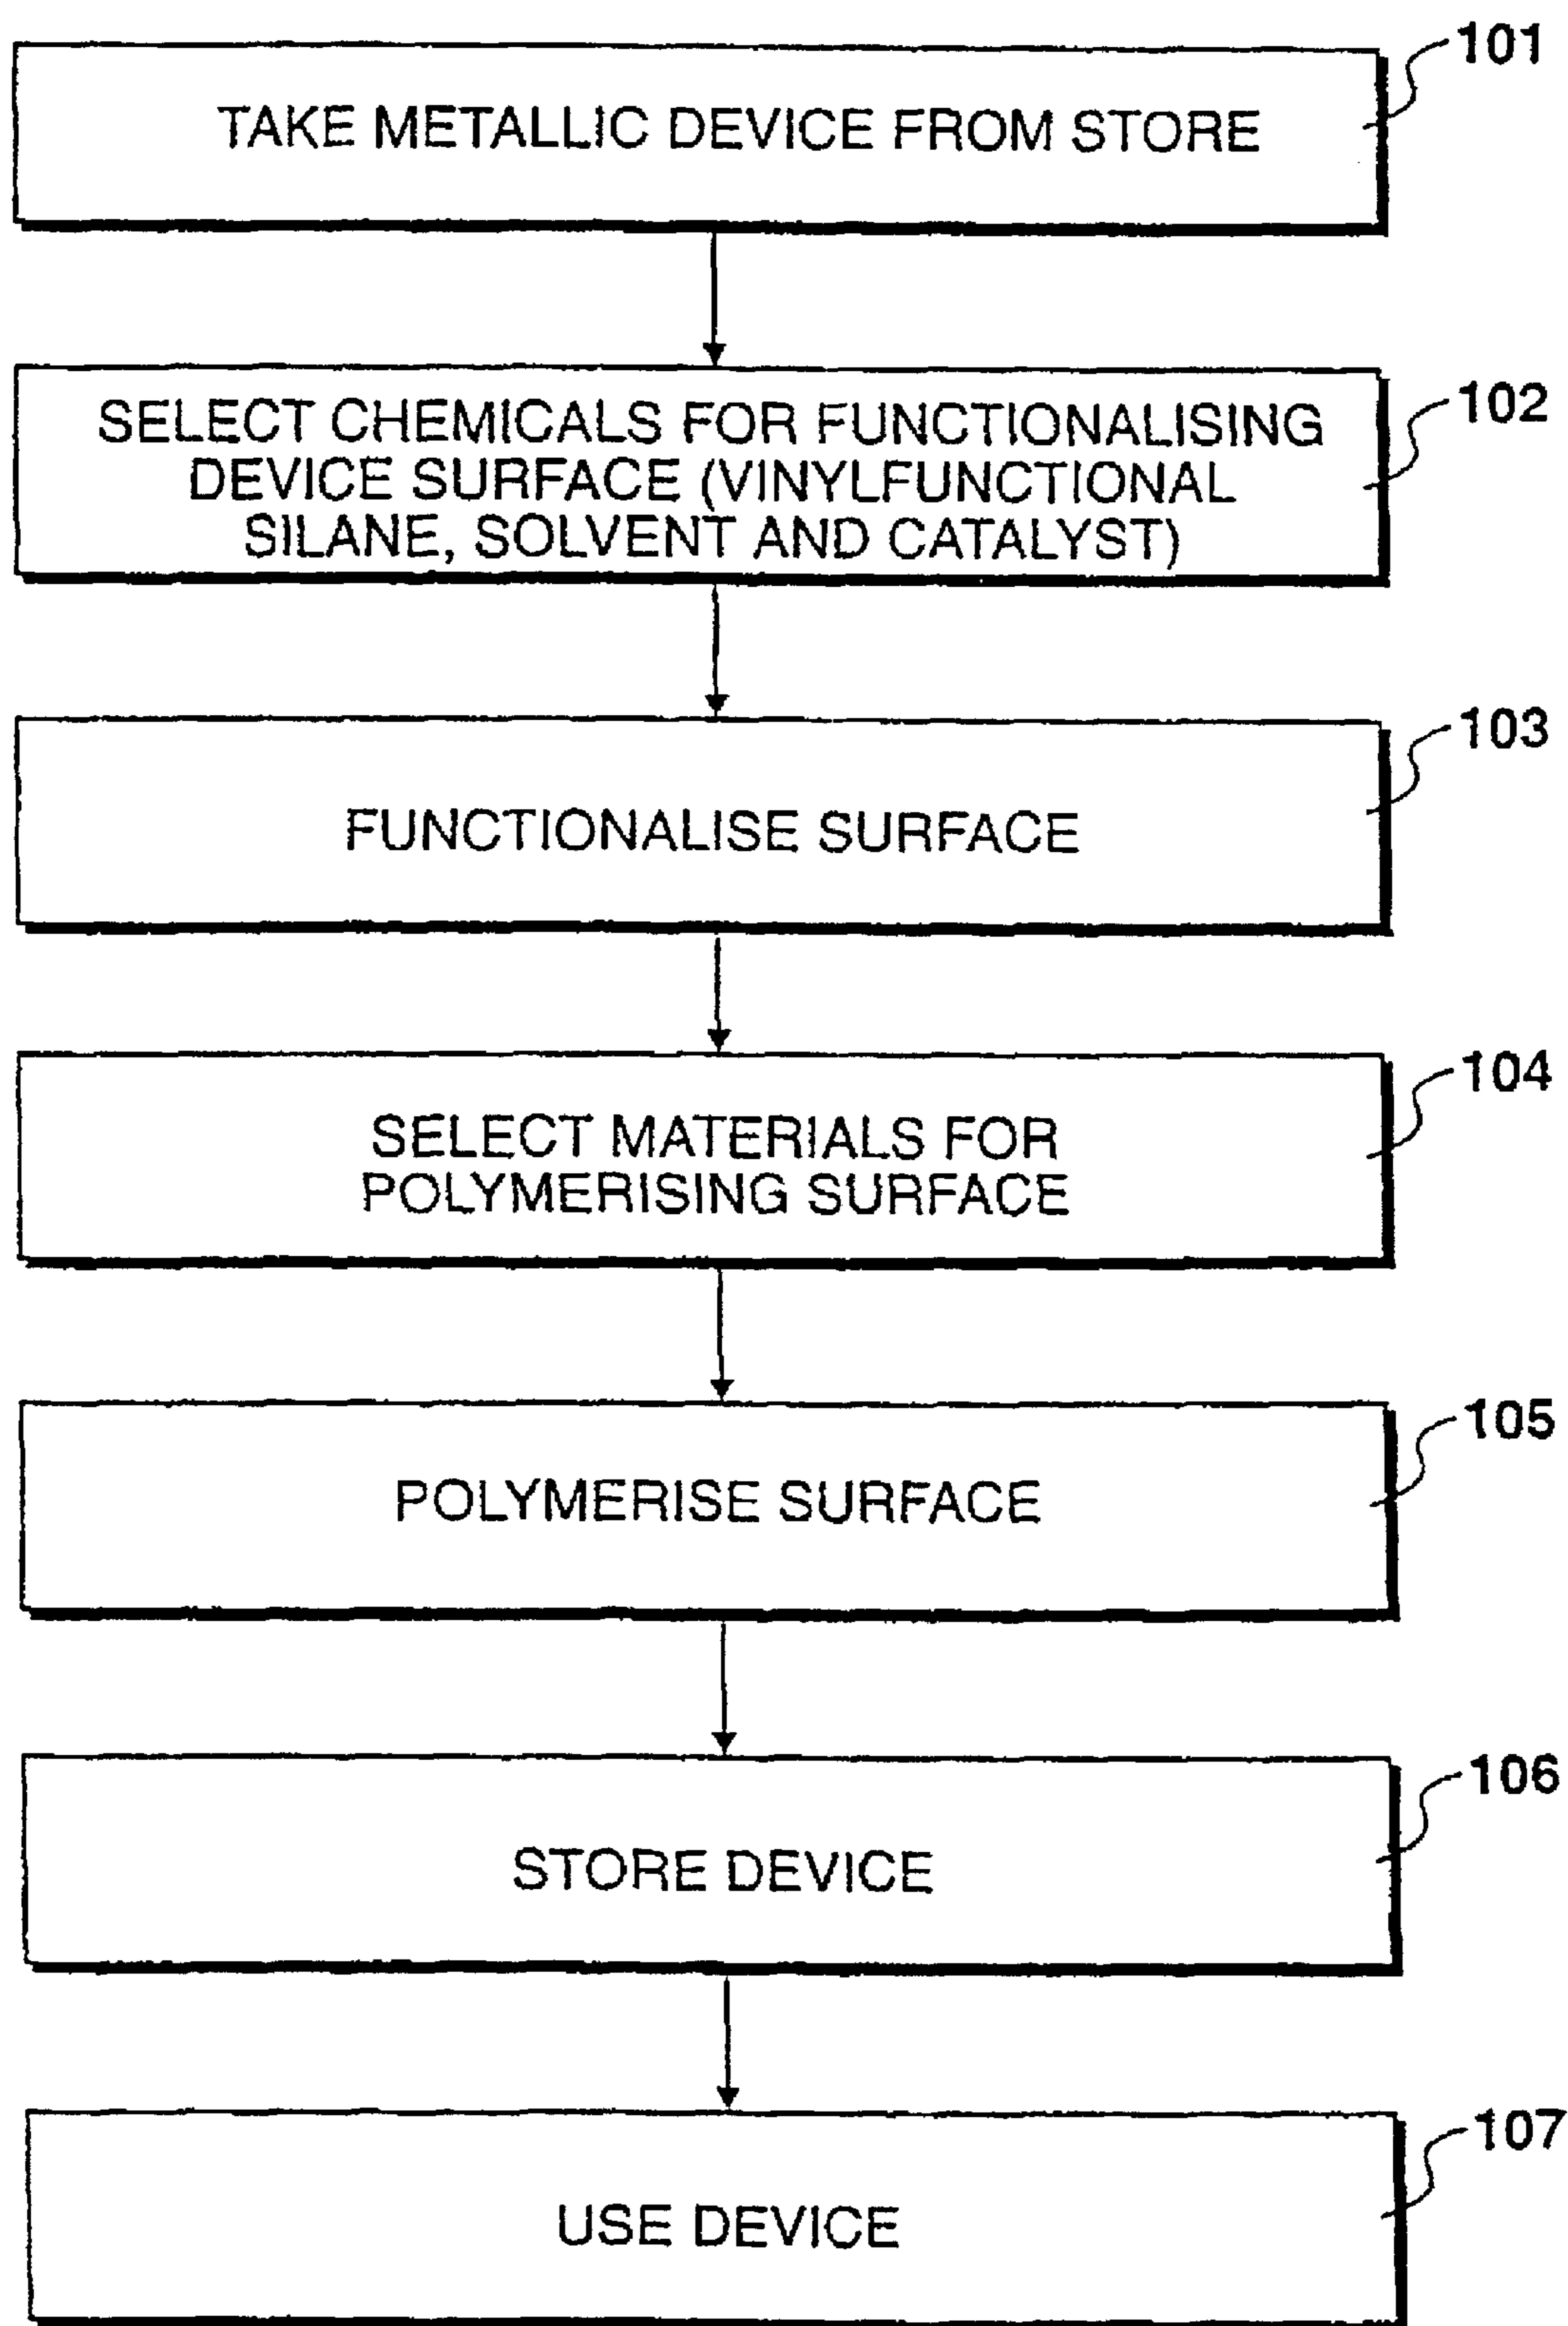 101
TAKE METALLIC DEVICE FROM STORE
102
SELECT CHEMICALS FOR FUNCTIONALISING
DEVICE SURFACE (VINYLFUNCTIONAL
SILANE, SOLVENT AND CATALYST)
103
FUNCTIONALISE SURFACE
104
SELECT MATERIALS FOR
POLYMERISING SURFACE
105
POLYMERISE SURFACE
106
STORE DEVICE
107
USE DEVICE